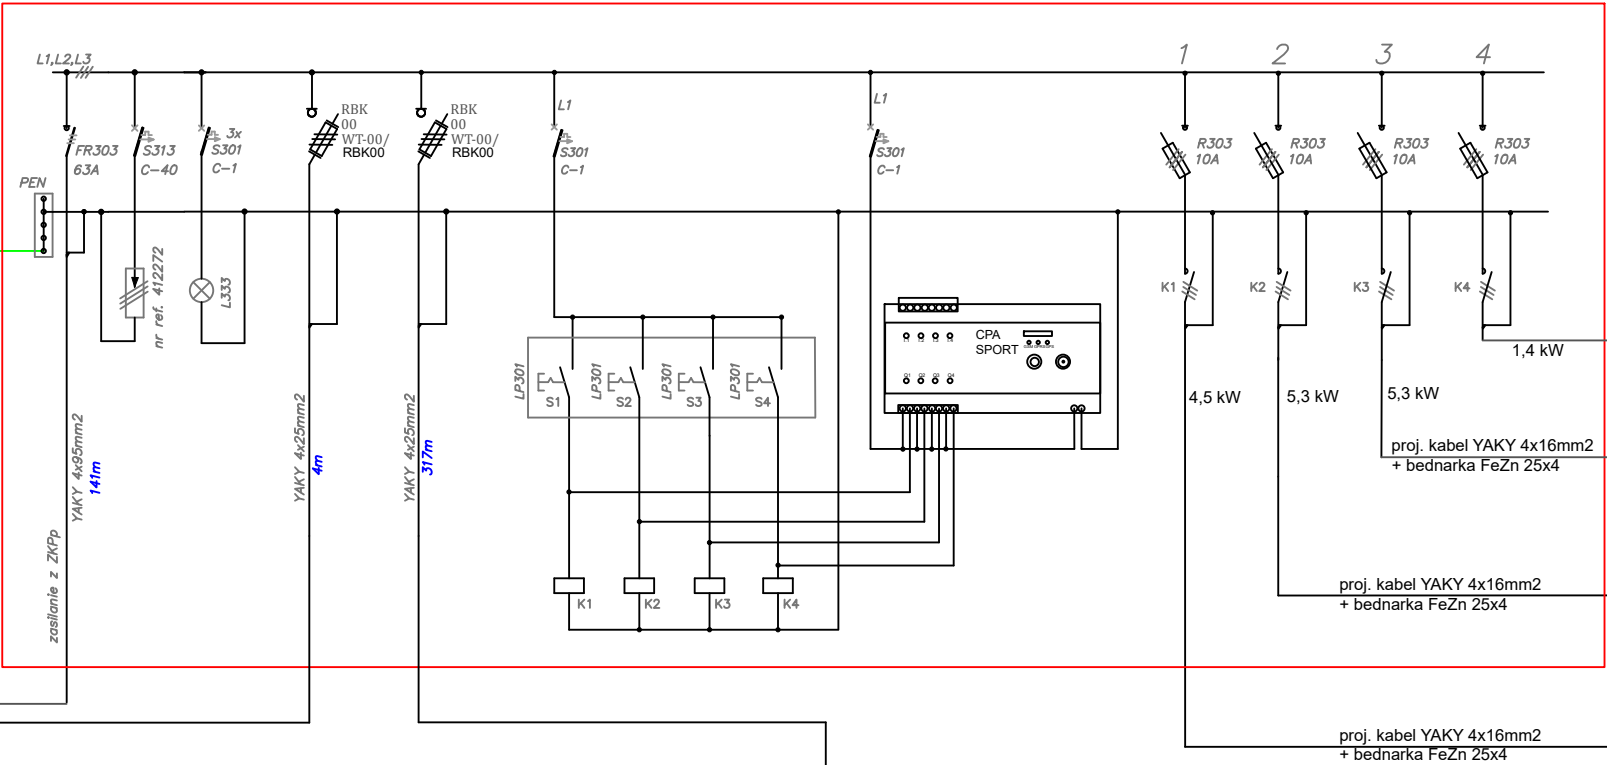 L1,L2,L3
1
2
3
4
FR303
63A
S313
C-40
3x
S301
C-1
RBK
00
WT-00/
RBK00
RBK
00
WT-00/
RBK00
L1
S301
C-1
L1
S301
C-1
R303
10A
R303
10A
R303
10A
R303
10A
PEN
nr ref. 412272
L333
K1
K2
K3
K4
CPA
SPORT
LP301
S1
LP301
S2
LP301
S3
LP301
S4
1,4 kW
4,5 kW
5,3 kW
5,3 kW
YAKY 4x95mm2
141m
YAKY 4x25mm2
4m
YAKY 4x25mm2
317m
zasilanie z ZKPp
proj. kabel YAKY 4x16mm2
+ bednarka FeZn 25x4
K1
K2
K3
K4
proj. kabel YAKY 4x16mm2
+ bednarka FeZn 25x4
proj. kabel YAKY 4x16mm2
+ bednarka FeZn 25x4